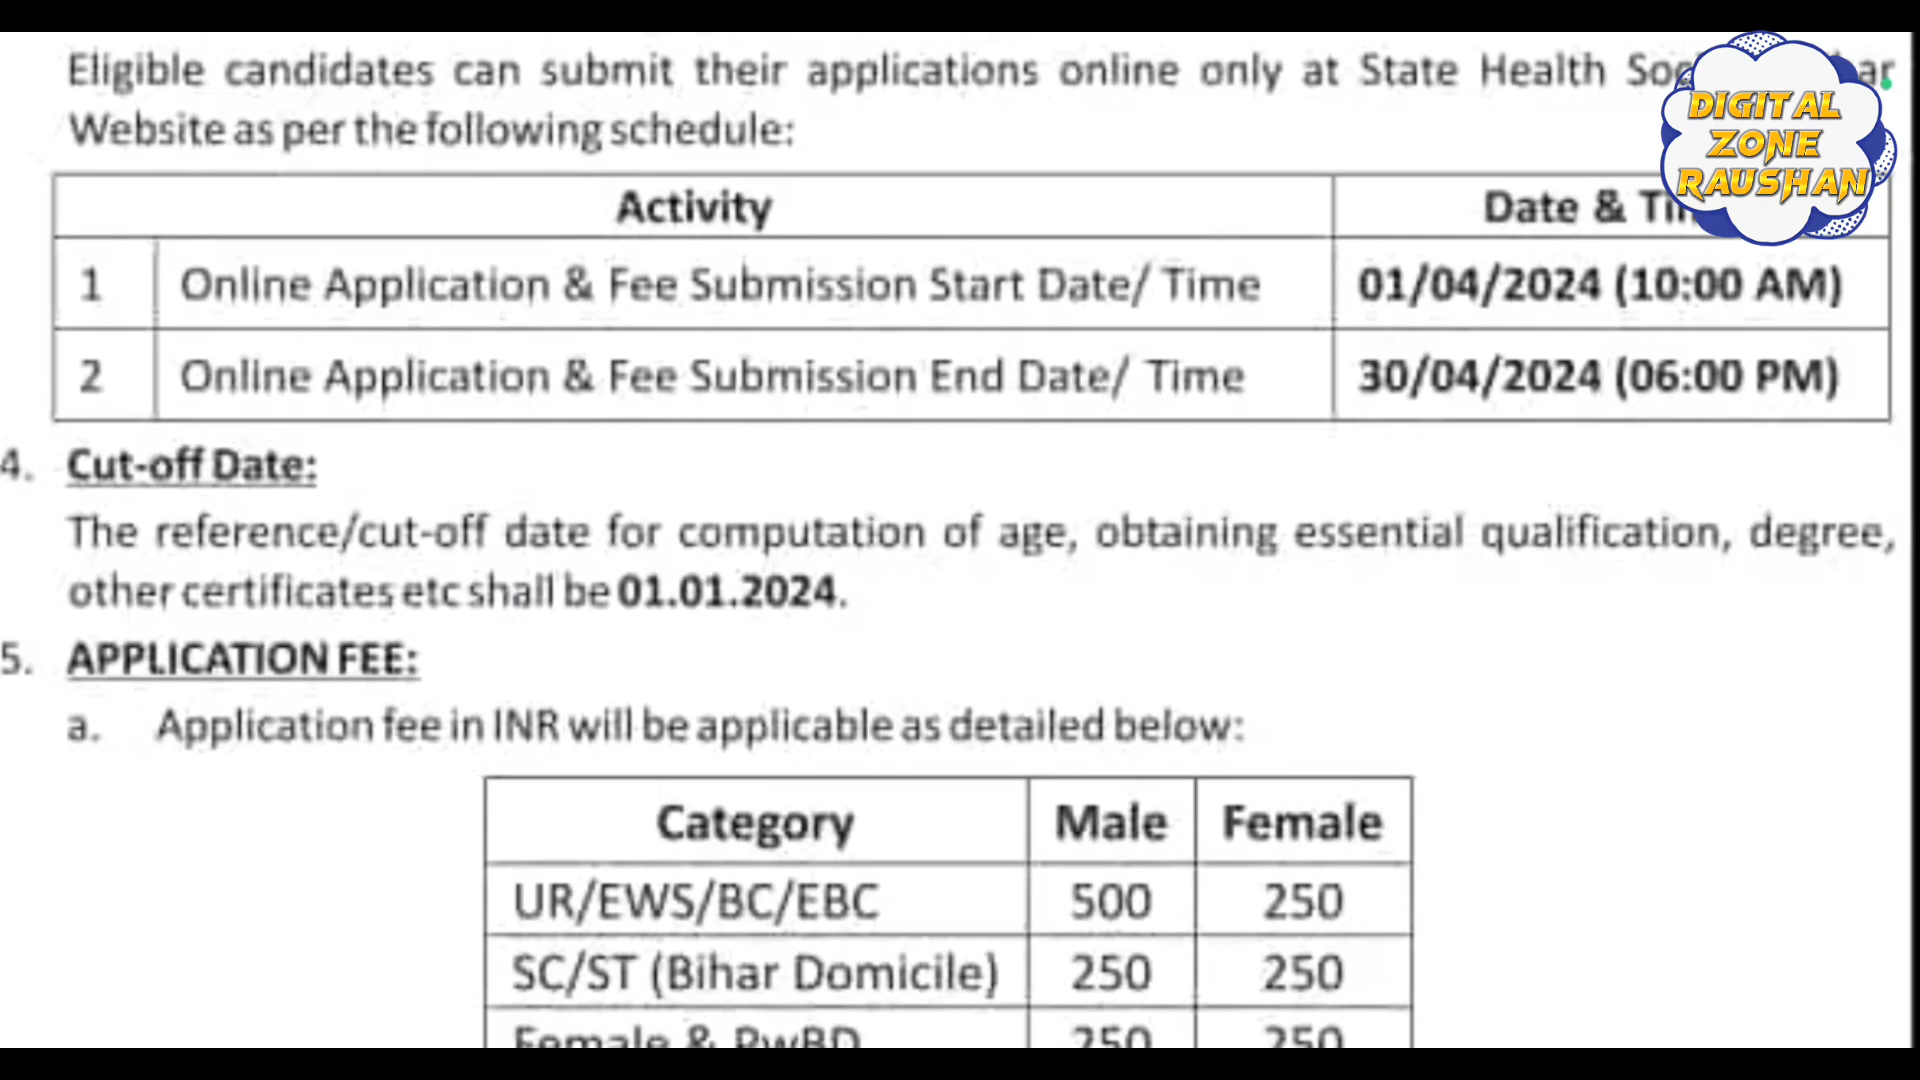 Eligible candidates can submit their applications online only at State Health
Website as per the following schedule:
DIGITAL
ZONE
RAUSHAN
Activity Date &
1 Online Application & Fee Submission Start Date/ Time 01/04/2024 (10:00 AM)
2 Online Application & Fee Submission End Date/ Time 30/04/2024 (06:00 PM)
4. Cut-off Date:
The reference/cut-off date for computation of age, obtaining essential qualification, degree,
other certificates etc shall be 01.01.2024.
5. APPLICATION FEE:
a. Application fee in INR will be applicable as detailed below:
Category Male Female
UR/EWS/BC/EBC 500 250
SC/ST (Bihar Domicile) 250 250
Female & PwBD 250 250